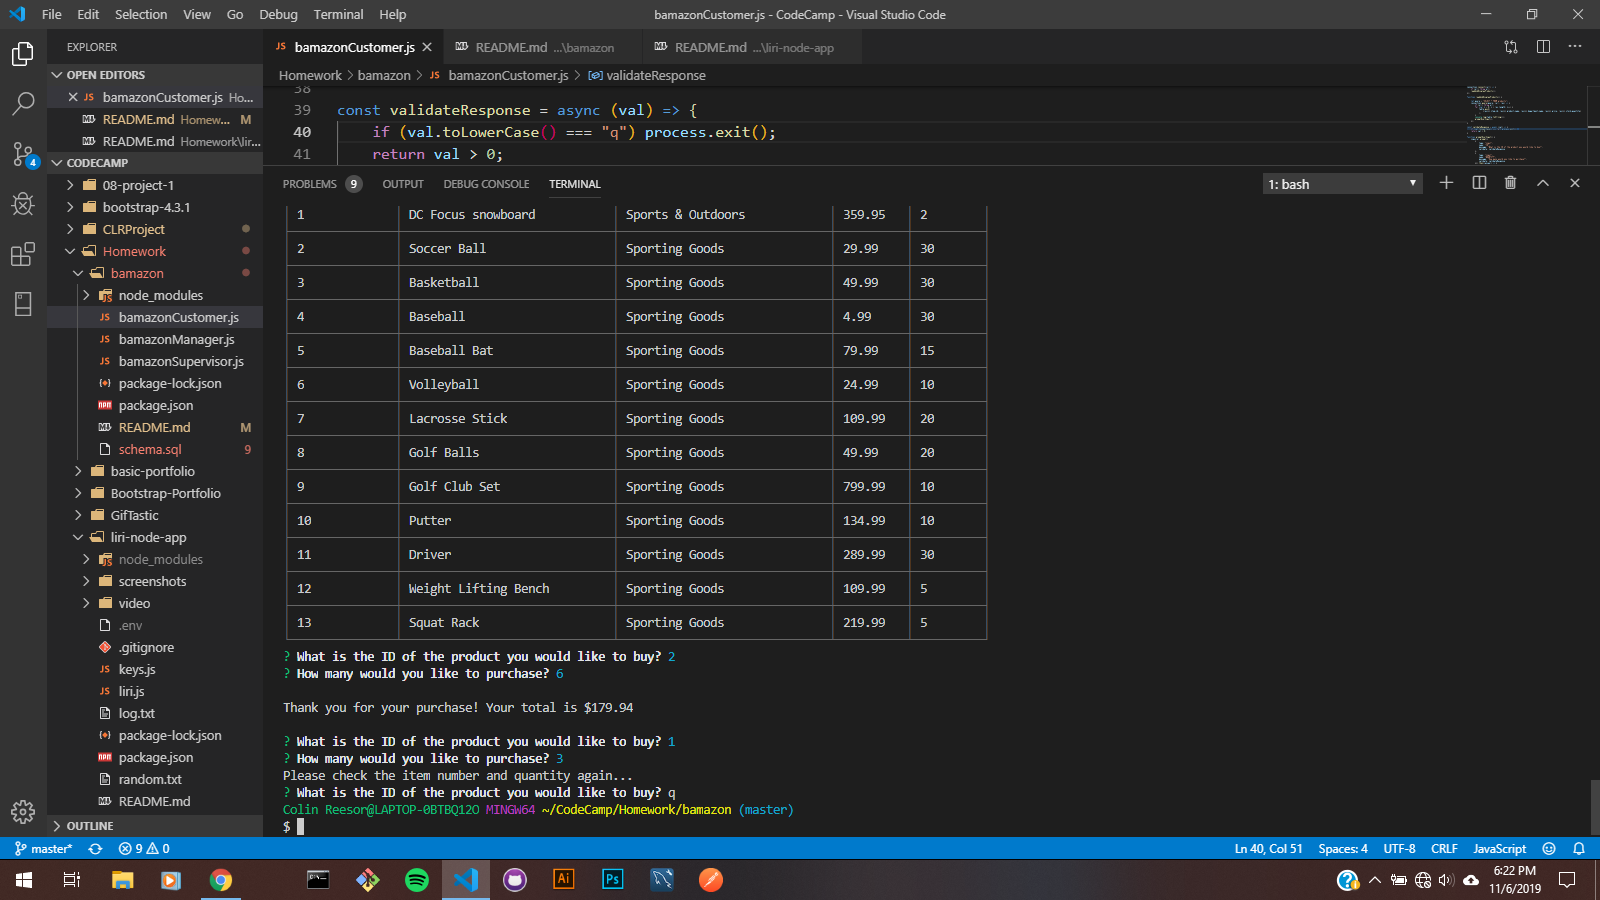 File Edit Selection View Go Debug Terminal Help
bamazonCustomer.js - CodeCamp - Visual Studio Code
EXPLORER
OPEN EDITORS
bamazonCustomer.js Ho...
README.md Homew... M
README.md Homework\lir...
CODECAMP
08-project-1
bootstrap-4.3.1
CLRProject
Homework
bamazon
node_modules
bamazonCustomer.js
bamazonManager.js
bamazonSupervisor.js
package-lock.json
package.json
README.md M
schema.sql 9
basic-portfolio
Bootstrap-Portfolio
GifTastic
liri-node-app
node_modules
screenshots
video
.env
.gitignore
keys.js
liri.js
log.txt
package-lock.json
package.json
random.txt
README.md
OUTLINE
4
JS bamazonCustomer.js
README.md ...\bamazon
README.md ...\liri-node-app
Homework > bamazon > JS bamazonCustomer.js > validateResponse
38
39 const validateResponse = async (val) => {
40 if (val.toLowerCase() === "q") process.exit();
41 return val > 0;
PROBLEMS 9 OUTPUT DEBUG CONSOLE TERMINAL
1: bash
1 DC Focus snowboard Sports & Outdoors 359.95 2
2 Soccer Ball Sporting Goods 29.99 30
3 Basketball Sporting Goods 49.99 30
4 Baseball Sporting Goods 4.99 30
5 Baseball Bat Sporting Goods 79.99 15
6 Volleyball Sporting Goods 24.99 10
7 Lacrosse Stick Sporting Goods 109.99 20
8 Golf Balls Sporting Goods 49.99 20
9 Golf Club Set Sporting Goods 799.99 10
10 Putter Sporting Goods 134.99 10
11 Driver Sporting Goods 289.99 30
12 Weight Lifting Bench Sporting Goods 109.99 5
13 Squat Rack Sporting Goods 219.99 5
? What is the ID of the product you would like to buy? 2
? How many would you like to purchase? 6
Thank you for your purchase! Your total is $179.94
? What is the ID of the product you would like to buy? 1
? How many would you like to purchase? 3
Please check the item number and quantity again...
? What is the ID of the product you would like to buy? q
Colin Reesor@LAPTOP-0BTBQ12O MINGW64 ~/CodeCamp/Homework/bamazon (master)
$
master* 9 0
Ln 40, Col 51 Spaces: 4 UTF-8 CRLF JavaScript
Ai
Ps
6:22 PM
11/6/2019